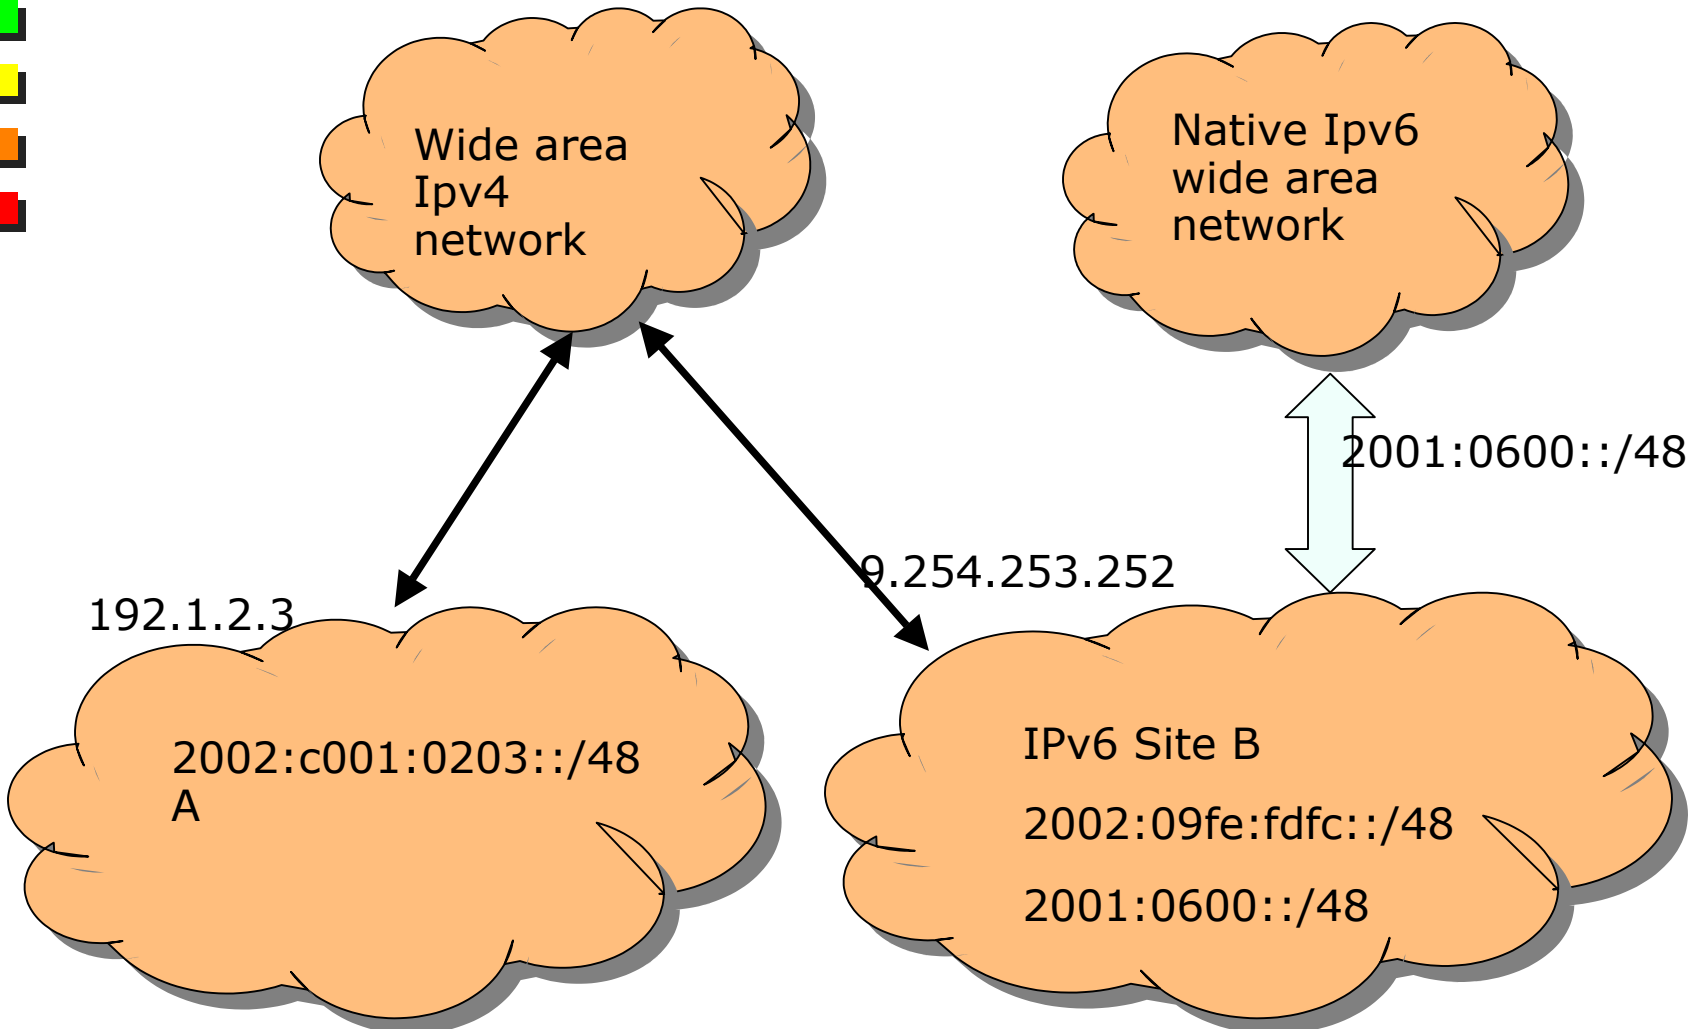 Wide area
Ipv4
network
Native Ipv6
wide area
network
2001:0600::/48
9.254.253.252
192.1.2.3
2002:c001:0203::/48
A
IPv6 Site B
2002:09fe:fdfc::/48
2001:0600::/48